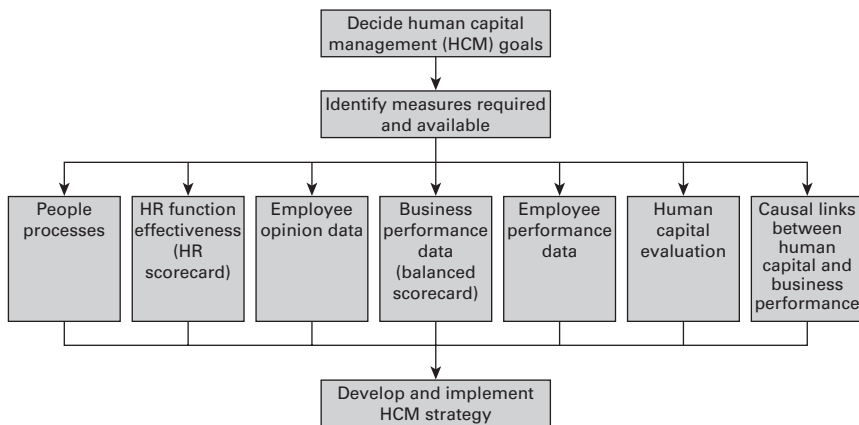 Decide human capital
management (HCM) goals
Identify measures required
and available
People
processes
HR function
effectiveness
(HR
scorecard)
Employee
opinion data
Business
performance
data
(balanced
scorecard)
Employee
performance
data
Human
capital
evaluation
Causal links
between
human
capital and
business
performance
Develop and implement
HCM strategy